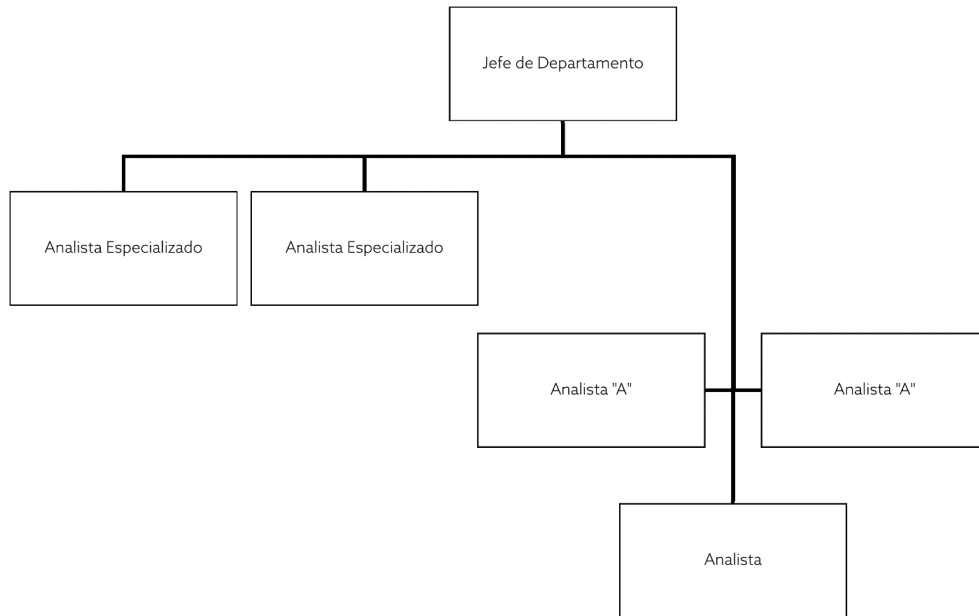 Jefe de Departamento
Analista Especializado
Analista Especializado
Analista "A"
Analista "A"
Analista